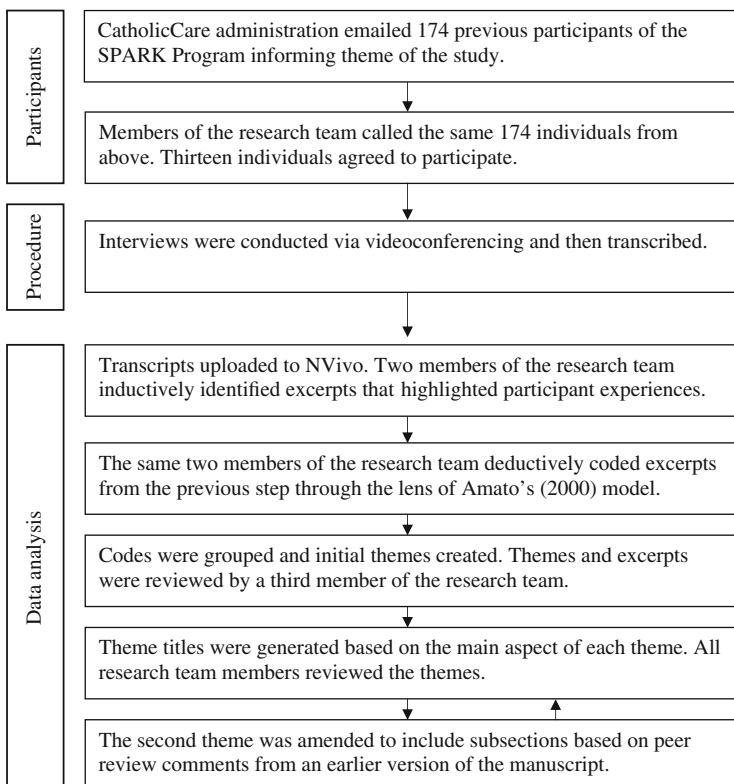 Participants
CatholicCare administration emailed 174 previous participants of the
SPARK Program informing theme of the study.
Members of the research team called the same 174 individuals from
above. Thirteen individuals agreed to participate.
Procedure
Interviews were conducted via videoconferencing and then transcribed.
Data analysis
Transcripts uploaded to NVivo. Two members of the research team
inductively identified excerpts that highlighted participant experiences.
The same two members of the research team deductively coded excerpts
from the previous step through the lens of Amato’s (2000) model.
Codes were grouped and initial themes created. Themes and excerpts
were reviewed by a third member of the research team.
Theme titles were generated based on the main aspect of each theme. All
research team members reviewed the themes.
The second theme was amended to include subsections based on peer
review comments from an earlier version of the manuscript.